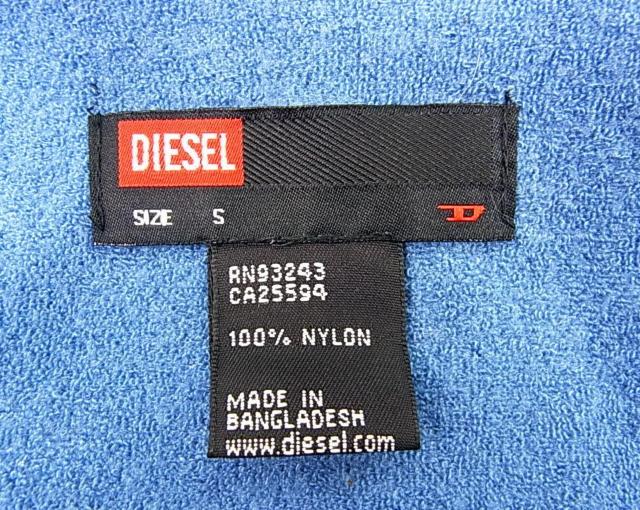 DIESEL
SIZE S
D
RN93243
CA25594
100% NYLON
MADE IN
BANGLADESH
www.diesel.com